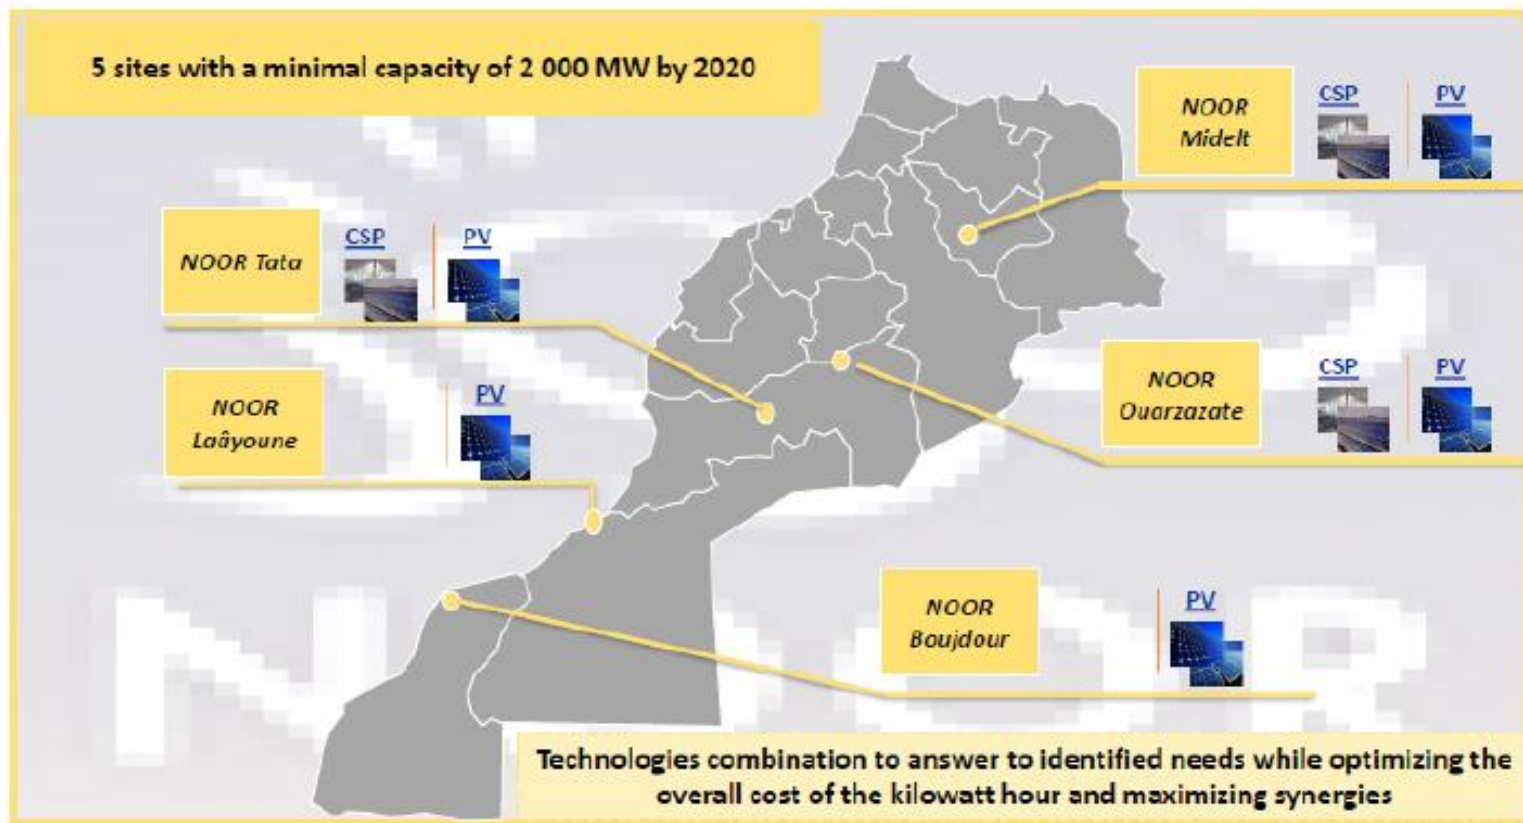 5 sites with a minimal capacity of 2 000 MW by 2020
NOOR
Midelt
CSP
PV
NOOR Tata
CSP
PV
NOOR
Laâyoune
PV
NOOR
Ouarzazate
CSP
PV
NOOR
Boujdour
PV
Technologies combination to answer to identified needs while optimizing the
overall cost of the kilowatt hour and maximizing synergies
NOOR